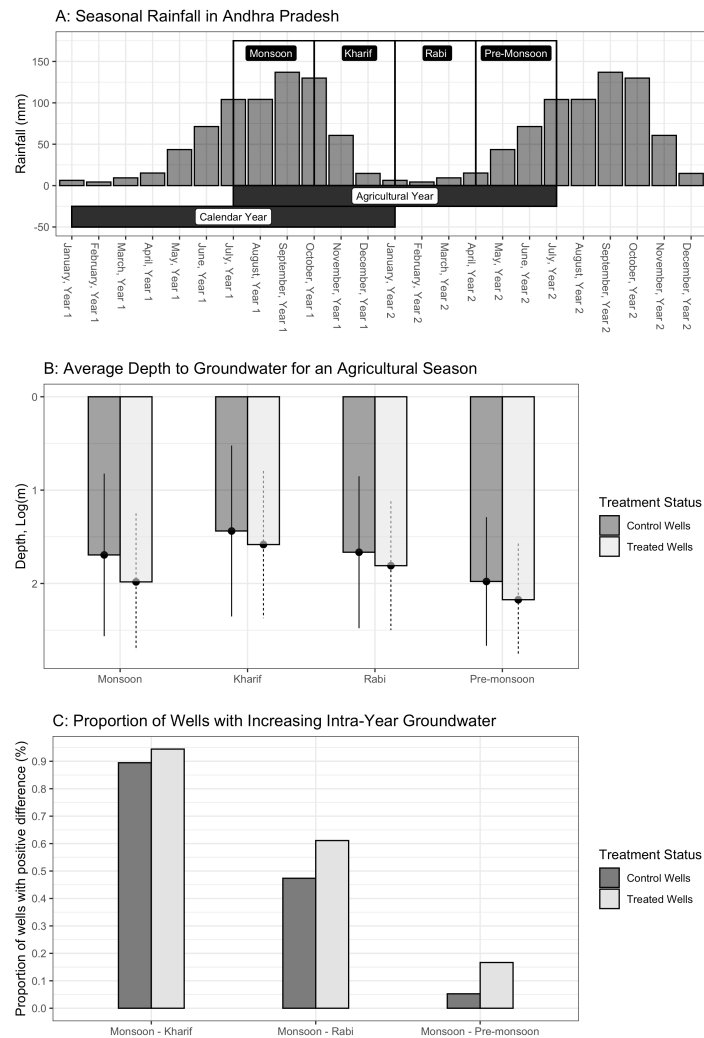 A: Seasonal Rainfall in Andhra Pradesh
Rainfall (mm)
150
100
50
0
-50
Monsoon
Kharif
Rabi
Pre-Monsoon
Agricultural Year
Calendar Year
January, Year 1
February, Year 1
March, Year 1
April, Year 1
May, Year 1
June, Year 1
July, Year 1
August, Year 1
September, Year 1
October, Year 1
November, Year 1
December, Year 1
January, Year 2
February, Year 2
March, Year 2
April, Year 2
May, Year 2
June, Year 2
July, Year 2
August, Year 2
September, Year 2
October, Year 2
November, Year 2
December, Year 2
B: Average Depth to Groundwater for an Agricultural Season
Depth, Log(m)
0
1
2
Monsoon
Kharif
Rabi
Pre-monsoon
Treatment Status
Control Wells
Treated Wells
C: Proportion of Wells with Increasing Intra-Year Groundwater
Proportion of wells with positive difference (%)
0.9
0.8
0.7
0.6
0.5
0.4
0.3
0.2
0.1
0.0
Monsoon - Kharif
Monsoon - Rabi
Monsoon - Pre-monsoon
Treatment Status
Control Wells
Treated Wells